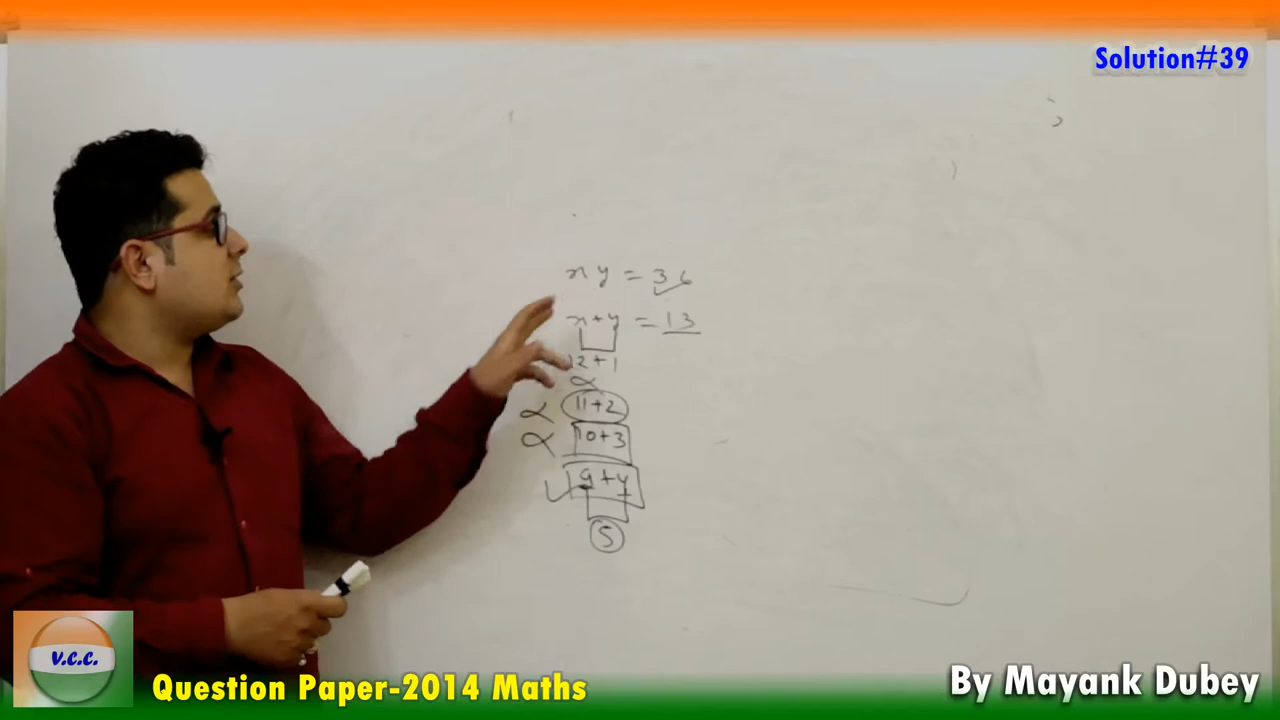 Solution#39
xy = 36
x+y = 13
12+1
11+2
10+3
9+4
5
V.C.C.
Question Paper-2014 Maths
By Mayank Dubey